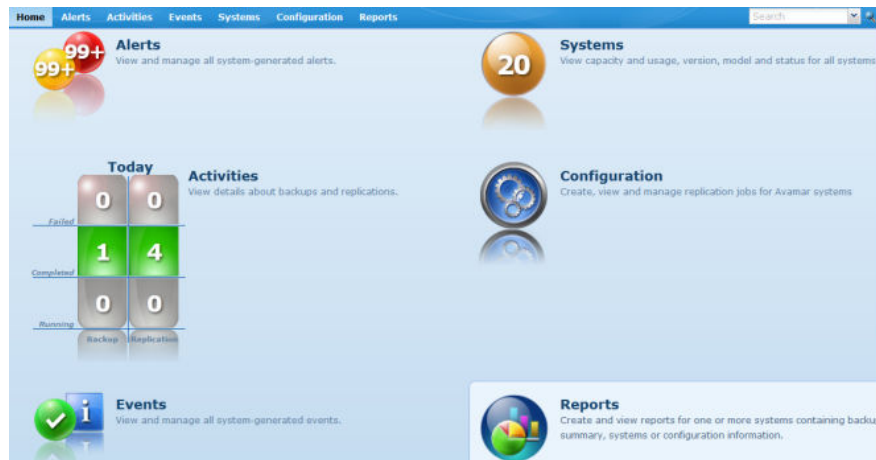 Home Alerts Activities Events Systems Configuration Reports Search
99+ 99+
Alerts
View and manage all system-generated alerts.
20
Systems
View capacity and usage, version, model and status for all systems
Today
0 0
Failed
1 4
Completed
0 0
Running
Backup Replication
Activities
View details about backups and replications.
Configuration
Create, view and manage replication jobs for Avamar systems
i
Events
View and manage all system-generated events.
Reports
Create and view reports for one or more systems containing backu
summary, systems or configuration information.